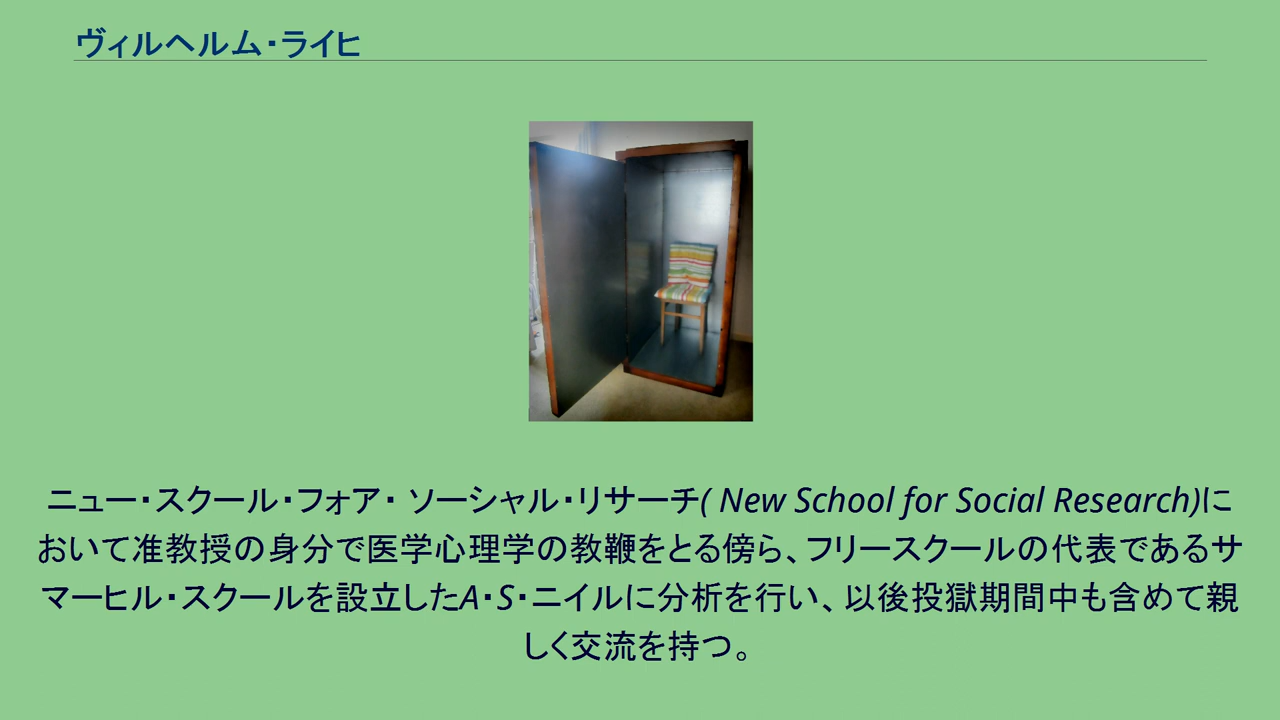 ヴィルヘルム・ライヒ
ニュー・スクール・フォア・ ソーシャル・リサーチ( New School for Social Research)に
おいて准教授の身分で医学心理学の教鞭をとる傍ら、フリースクールの代表であるサ
マーヒル・スクールを設立したA・S・ニイルに分析を行い、以後投獄期間中も含めて親
しく交流を持つ。